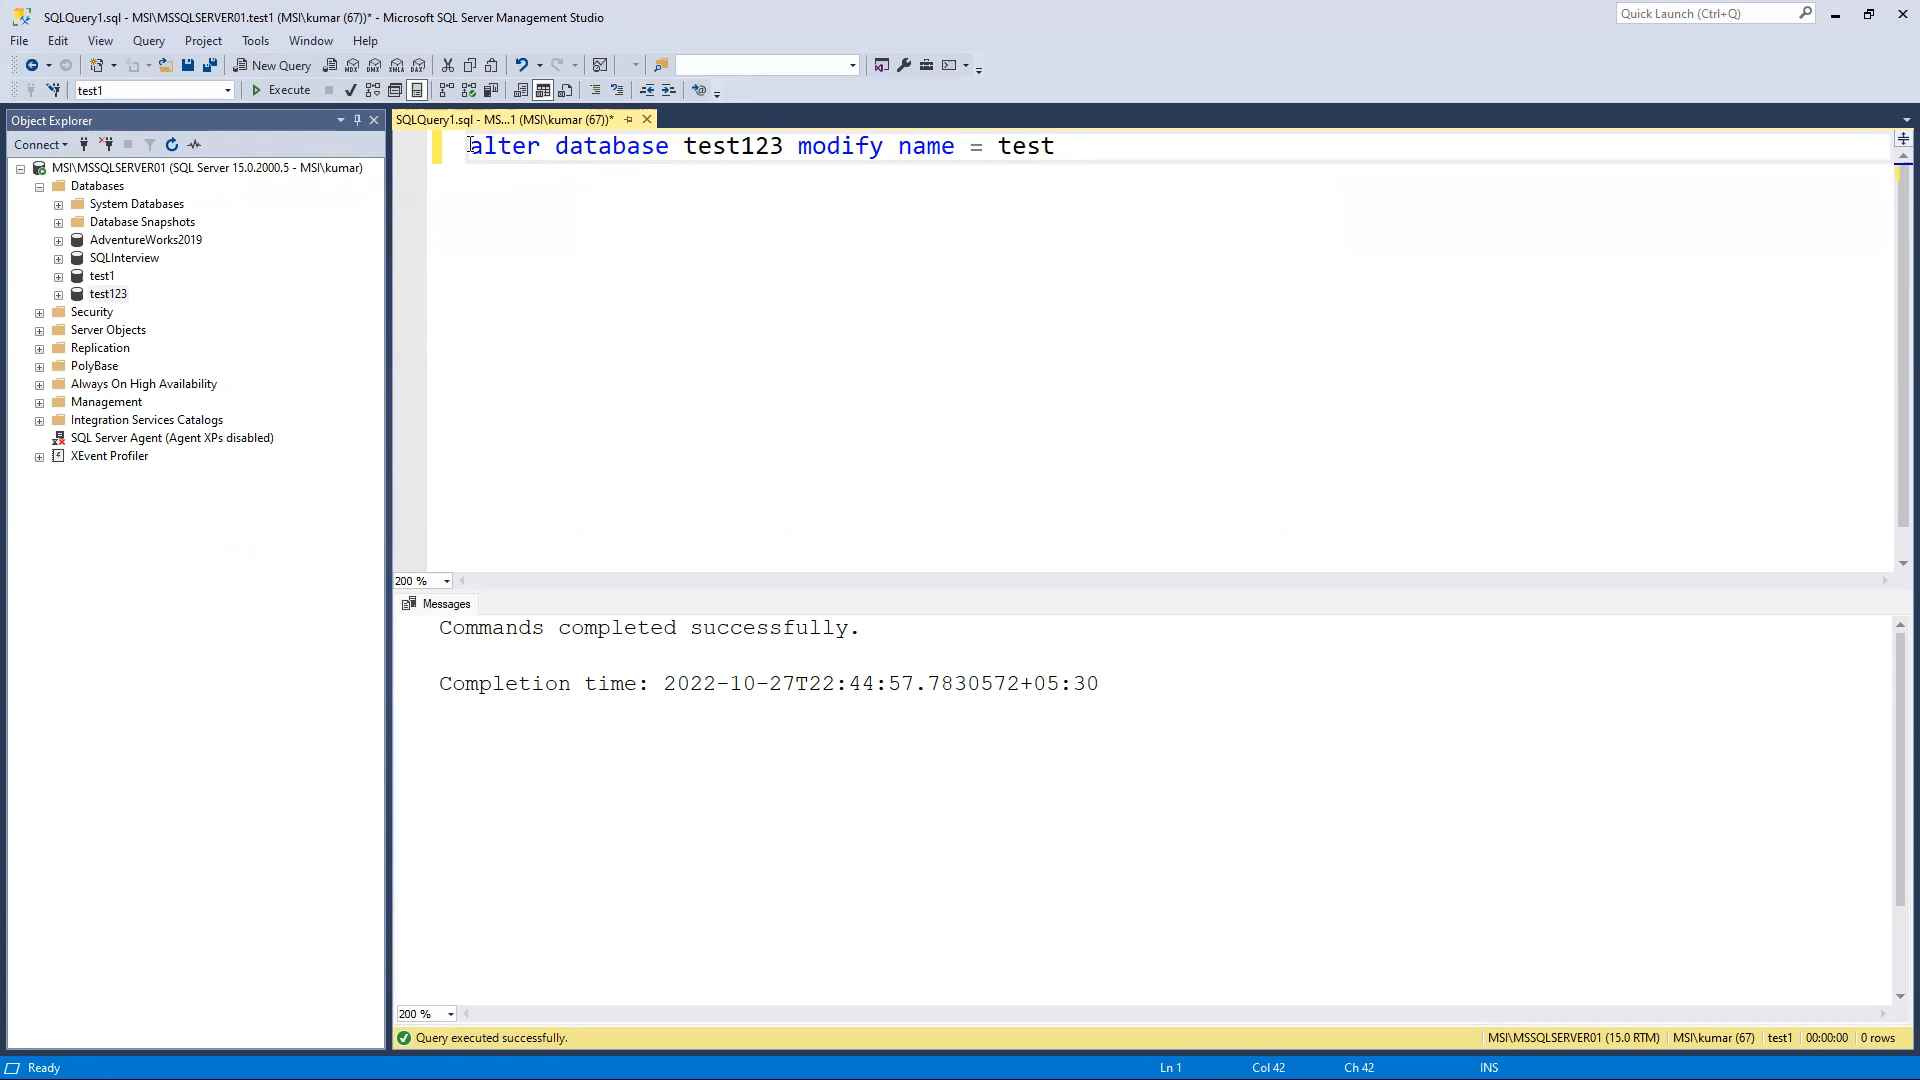 SQLQuery1.sql - MSI\MSSQLSERVER01.test1 (MSI\kumar (67))* - Microsoft SQL Server Management Studio
Quick Launch (Ctrl+Q)
File Edit View Query Project Tools Window Help
New Query
test1 Execute
Object Explorer
SQLQuery1.sql - MS...1 (MSI\kumar (67))*
Connect
MSI\MSSQLSERVER01 (SQL Server 15.0.2000.5 - MSI\kumar)
Databases
System Databases
Database Snapshots
AdventureWorks2019
SQLInterview
test1
test123
Security
Server Objects
Replication
PolyBase
Always On High Availability
Management
Integration Services Catalogs
SQL Server Agent (Agent XPs disabled)
XEvent Profiler
alter database test123 modify name = test
200 %
Messages
Commands completed successfully.
Completion time: 2022-10-27T22:44:57.7830572+05:30
200 %
Query executed successfully.
MSI\MSSQLSERVER01 (15.0 RTM) MSI\kumar (67) test1 00:00:00 0 rows
Ready Ln 1 Col 42 Ch 42 INS